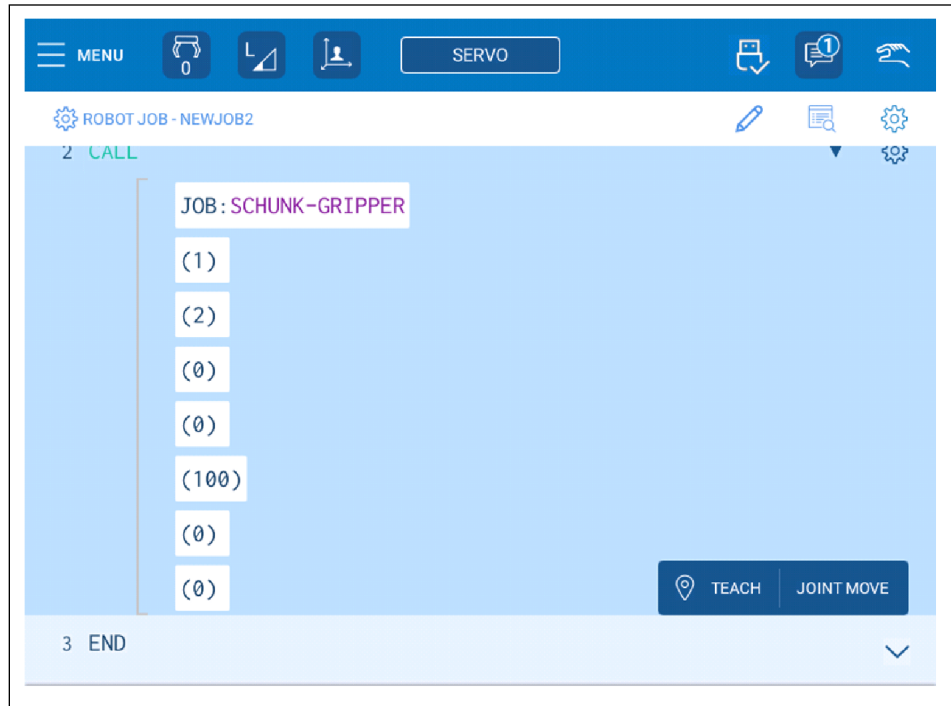 MENU
0
L
SERVO
1
ROBOT JOB - NEWJOB2
2 CALL
JOB:SCHUNK-GRIPPER
(1)
(2)
(0)
(0)
(100)
(0)
(0)
TEACH
JOINT MOVE
3 END